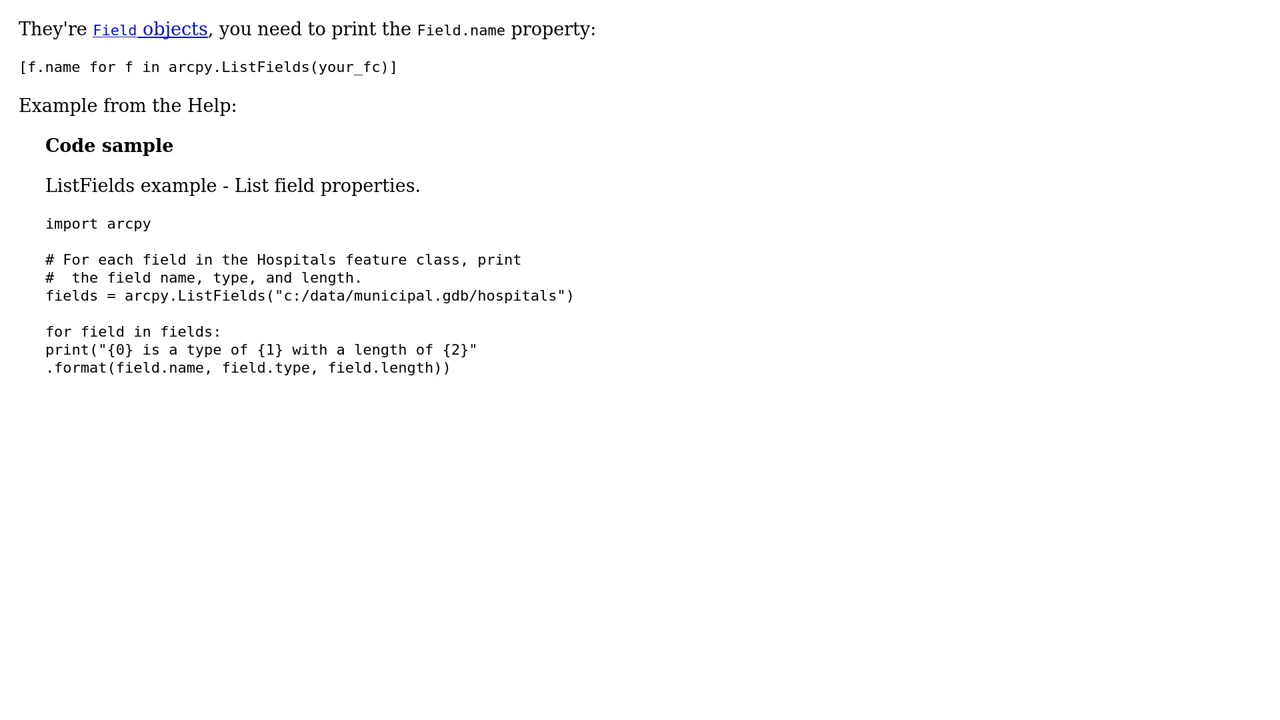 They're Field objects, you need to print the Field.name property:
[f.name for f in arcpy.ListFields(your_fc)]
Example from the Help:
Code sample
ListFields example - List field properties.
import arcpy
# For each field in the Hospitals feature class, print
#  the field name, type, and length.
fields = arcpy.ListFields("c:/data/municipal.gdb/hospitals")
for field in fields:
print("{0} is a type of {1} with a length of {2}"
.format(field.name, field.type, field.length))